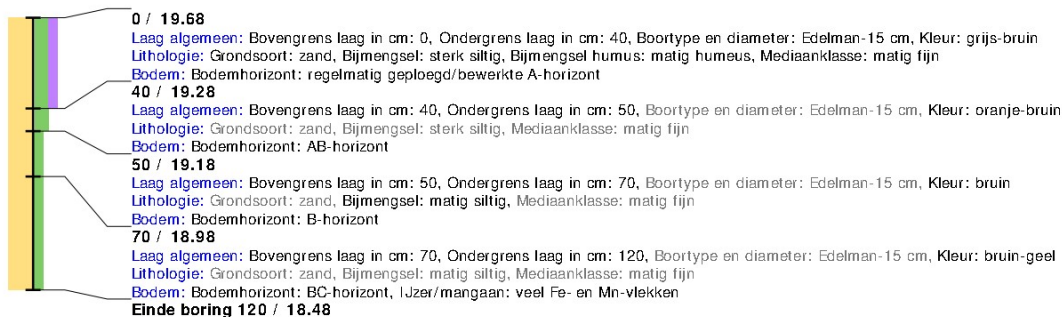 0 / 19.68
Laag algemeen: Bovengrens laag in cm: 0, Ondergrens laag in cm: 40, Boortype en diameter: Edelman-15 cm, Kleur: grijs-bruin
Lithologie: Grondsoort: zand, Bijmengsel: sterk siltig, Bijmengsel humus: matig humeus, Mediaanklasse: matig fijn
Bodem: Bodemhorizont: regelmatig geploegd/bewerkte A-horizont
40 / 19.28
Laag algemeen: Bovengrens laag in cm: 40, Ondergrens laag in cm: 50, Boortype en diameter: Edelman-15 cm, Kleur: oranje-bruin
Lithologie: Grondsoort: zand, Bijmengsel: sterk siltig, Mediaanklasse: matig fijn
Bodem: Bodemhorizont: AB-horizont
50 / 19.18
Laag algemeen: Bovengrens laag in cm: 50, Ondergrens laag in cm: 70, Boortype en diameter: Edelman-15 cm, Kleur: bruin
Lithologie: Grondsoort: zand, Bijmengsel: matig siltig, Mediaanklasse: matig fijn
Bodem: Bodemhorizont: B-horizont
70 / 18.98
Laag algemeen: Bovengrens laag in cm: 70, Ondergrens laag in cm: 120, Boortype en diameter: Edelman-15 cm, Kleur: bruin-geel
Lithologie: Grondsoort: zand, Bijmengsel: matig siltig, Mediaanklasse: matig fijn
Bodem: Bodemhorizont: BC-horizont, IJzer/mangaan: veel Fe- en Mn-vlekken
Einde boring 120 / 18.48